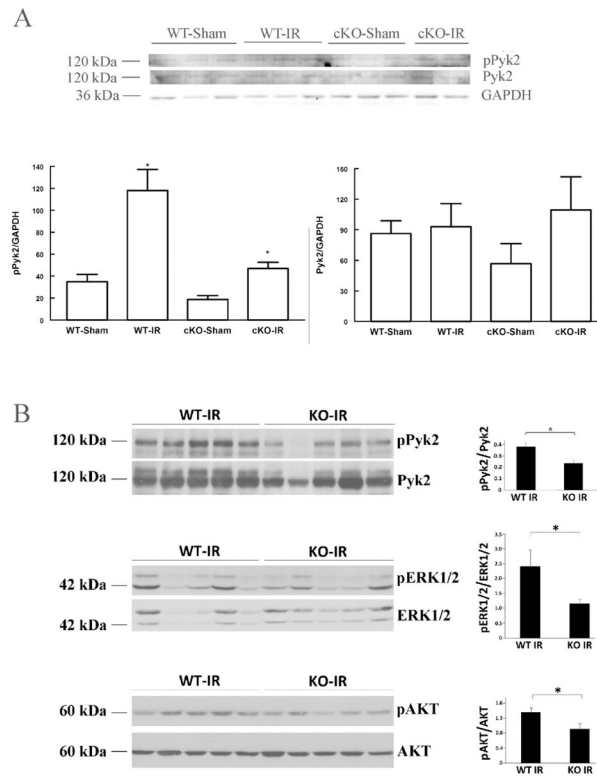 A
WT-Sham WT-IR cKO-Sham cKO-IR
120 kDa pPyk2
120 kDa Pyk2
36 kDa GAPDH
pPyk2/GAPDH
140
120
100
80
60
40
20
0
*
*
WT-Sham WT-IR cKO-Sham cKO-IR
Pyk2/GAPDH
150
120
90
60
30
0
WT-Sham WT-IR cKO-Sham cKO-IR
B
WT-IR KO-IR
120 kDa pPyk2
120 kDa Pyk2
pPyk2/Pyk2
0.4
0.3
0.2
0.1
0
*
WT IR KO IR
WT-IR KO-IR
pERK1/2
42 kDa
ERK1/2
42 kDa
pERK1/2/ERK1/2
3.5
3.0
2.4
1.8
1.2
0.6
0
*
WT IR KO IR
WT-IR KO-IR
60 kDa pAKT
60 kDa AKT
pAKT/AKT
1.5
1.0
0.5
0
*
WT IR KO IR